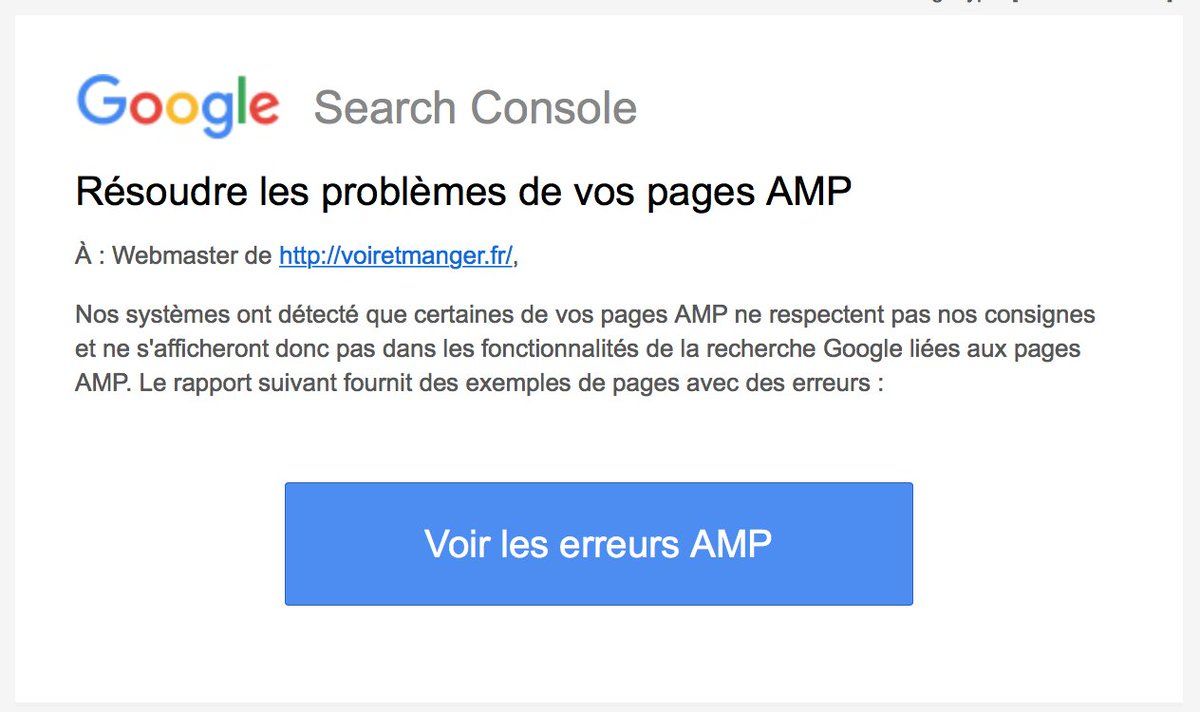 Google Search Console
Résoudre les problèmes de vos pages AMP
À : Webmaster de http://voiretmanger.fr/,
Nos systèmes ont détecté que certaines de vos pages AMP ne respectent pas nos consignes
et ne s'afficheront donc pas dans les fonctionnalités de la recherche Google liées aux pages
AMP. Le rapport suivant fournit des exemples de pages avec des erreurs :
Voir les erreurs AMP